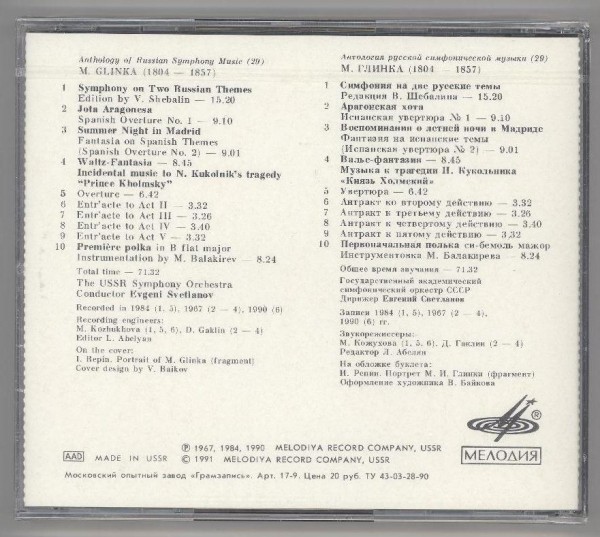 Anthology of Russian Symphony Music (29)
M. GLINKA (1804 — 1857)
1 Symphony on Two Russian Themes
Edition by V. Shebalin — 15.20
2 Jota Aragonesa
Spanish Overture No. 1 — 9.10
3 Summer Night in Madrid
Fantasia on Spanish Themes
(Spanish Overture No. 2) — 9.01
4 Waltz-Fantasia — 8.45
Incidental music to N. Kukolnik's tragedy
"Prince Kholmsky"
5 Overture — 6.42
6 Entr'acte to Act II — 3.32
7 Entr'acte to Act III — 3.26
8 Entr'acte to Act IV — 3.40
9 Entr'acte to Act V — 3.32
10 Première polka in B flat major
Instrumentation by M. Balakirev — 8.24
Total time — 71.32
The USSR Symphony Orchestra
Conductor Evgeni Svetlanov
Recorded in 1984 (1, 5), 1967 (2 — 4), 1990 (6)
Recording engineers:
M. Kozhukhova (1, 5, 6), D. Gaklin (2 — 4)
Editor L. Abelyan
On the cover:
I. Repin. Portrait of M. Glinka (fragment)
Cover design by V. Baikov
Антология русской симфонической музыки (29)
М. ГЛИНКА (1804 — 1857)
1 Симфония на две русские темы
Редакция В. Шебалина — 15.20
2 Арагонская хота
Испанская увертюра № 1 — 9.10
3 Воспоминание о летней ночи в Мадриде
Фантазия на испанские темы
(Испанская увертюра № 2) — 9.01
4 Вальс-фантазия — 8.45
Музыка к трагедии Н. Кукольника
«Князь Холмский»
5 Увертюра — 6.42
6 Антракт ко второму действию — 3.32
7 Антракт к третьему действию — 3.26
8 Антракт к четвертому действию — 3.40
9 Антракт к пятому действию — 3.32
10 Первоначальная полька си-бемоль мажор
Инструментовка М. Балакирева — 8.24
Общее время звучания — 71.32
Государственный академический
симфонический оркестр СССР
Дирижер Евгений Светланов
Записи 1984 (1, 5), 1967 (2 — 4),
1990 (6) гг.
Звукорежиссеры:
М. Кожухова (1, 5, 6), Д. Гаклин (2 — 4)
Редактор Л. Абелян
На обложке буклета:
И. Репин. Портрет М. И. Глинки (фрагмент)
Оформление художника В. Байкова
®
МЕЛОДИЯ
AAD MADE IN USSR
℗ 1967, 1984, 1990 MELODIYA RECORD COMPANY, USSR
© 1991 MELODIYA RECORD COMPANY, USSR
Московский опытный завод «Грамзапись». Арт. 17-9. Цена 20 руб. ТУ 43-03-28-90